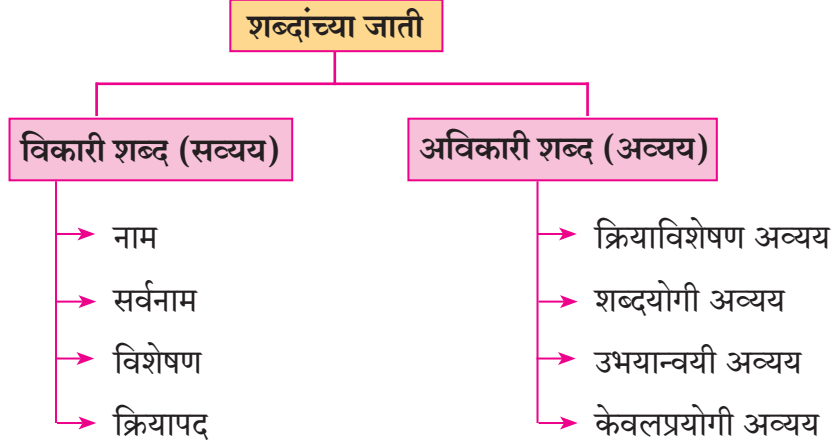 शब्दांच्या जाती
विकारी शब्द (सव्यय)
नाम
सर्वनाम
विशेषण
क्रियापद
अविकारी शब्द (अव्यय)
क्रियाविशेषण अव्यय
शब्दयोगी अव्यय
उभयान्वयी अव्यय
केवलप्रयोगी अव्यय